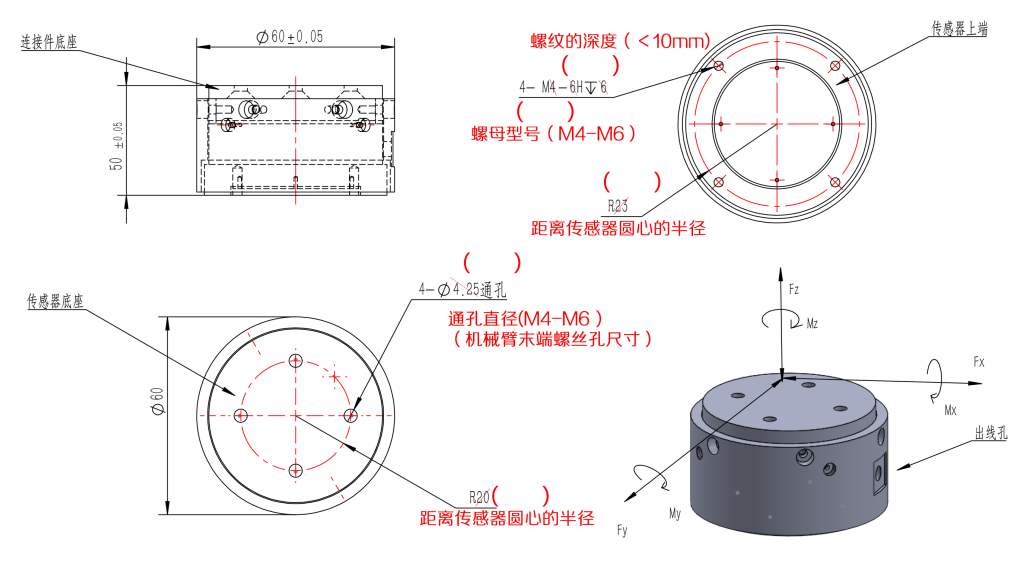 连接件底座
Φ60±0.05
50 ±0.05
螺纹的深度（<10mm）
( )
4- M4-6H↧6
( )
螺母型号（M4-M6）
传感器上端
( )
R23
距离传感器圆心的半径
传感器底座
Φ60
( )
4-Φ4.25通孔
通孔直径(M4-M6）
（机械臂末端螺丝孔尺寸）
R20( )
距离传感器圆心的半径
Fz
Mz
Fx
Mx
出线孔
My
Fy